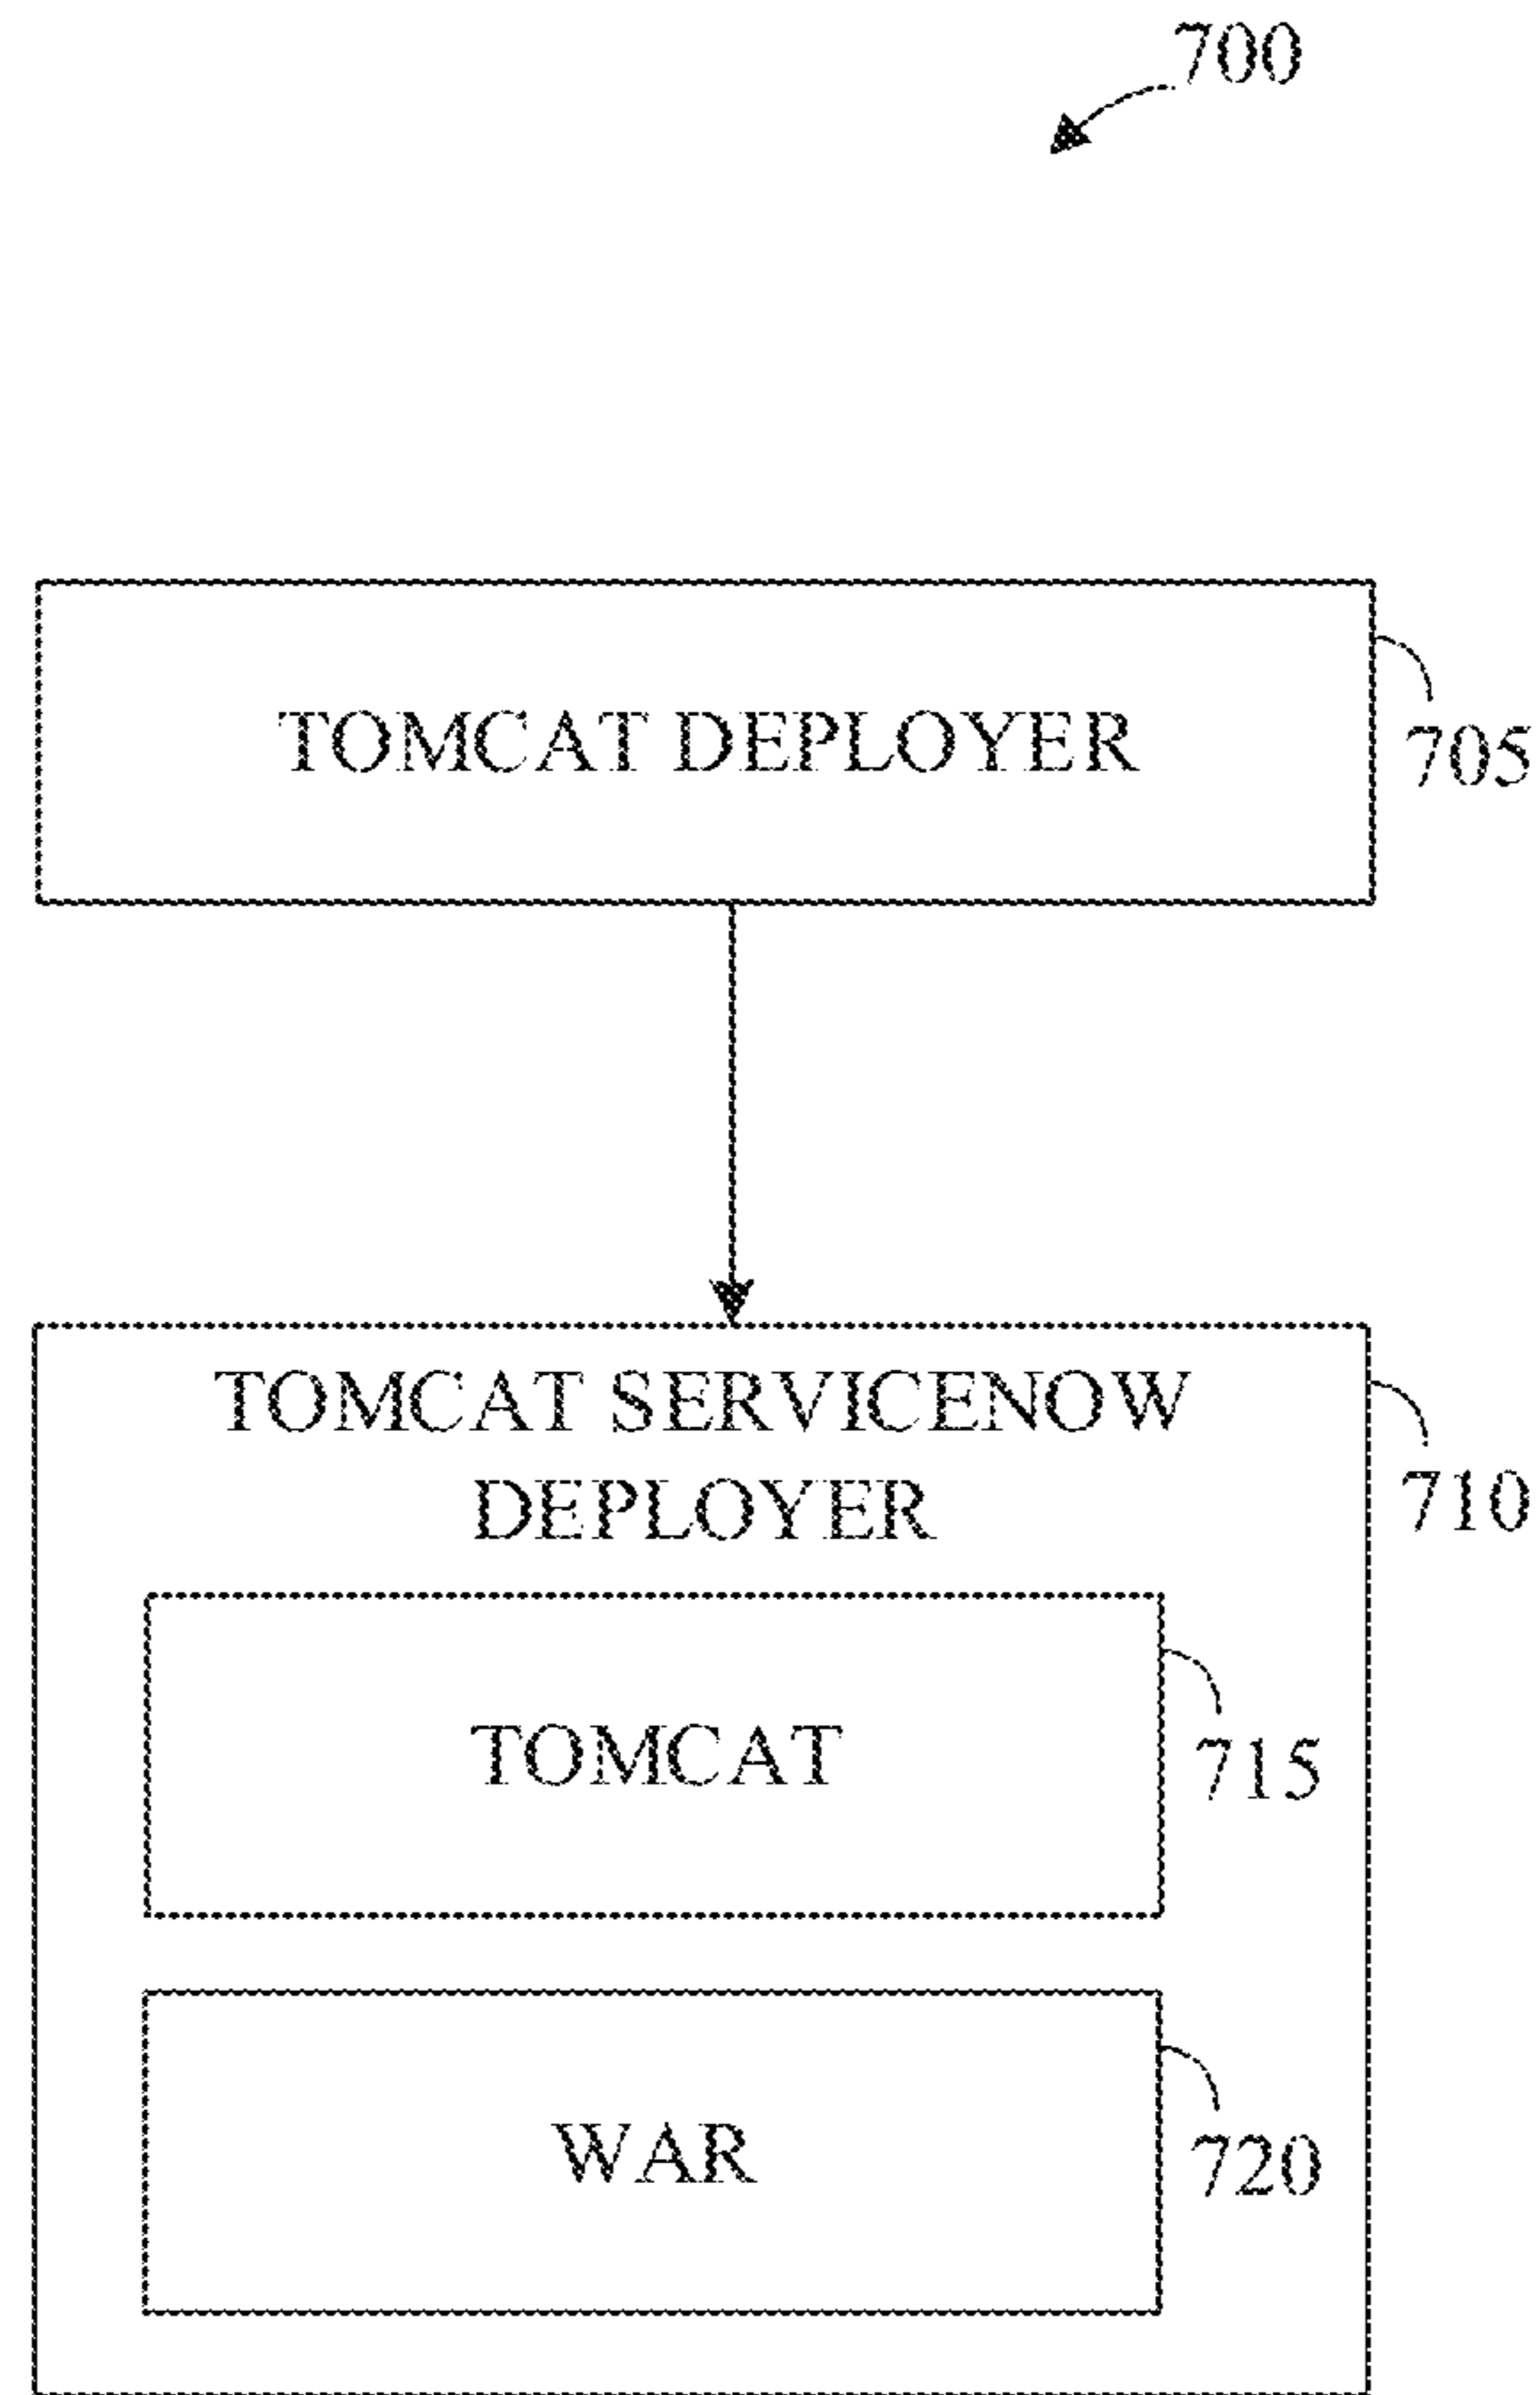 700
TOMCAT DEPLOYER
705
TOMCAT SERVICENOW
DEPLOYER
710
TOMCAT
715
WAR
720